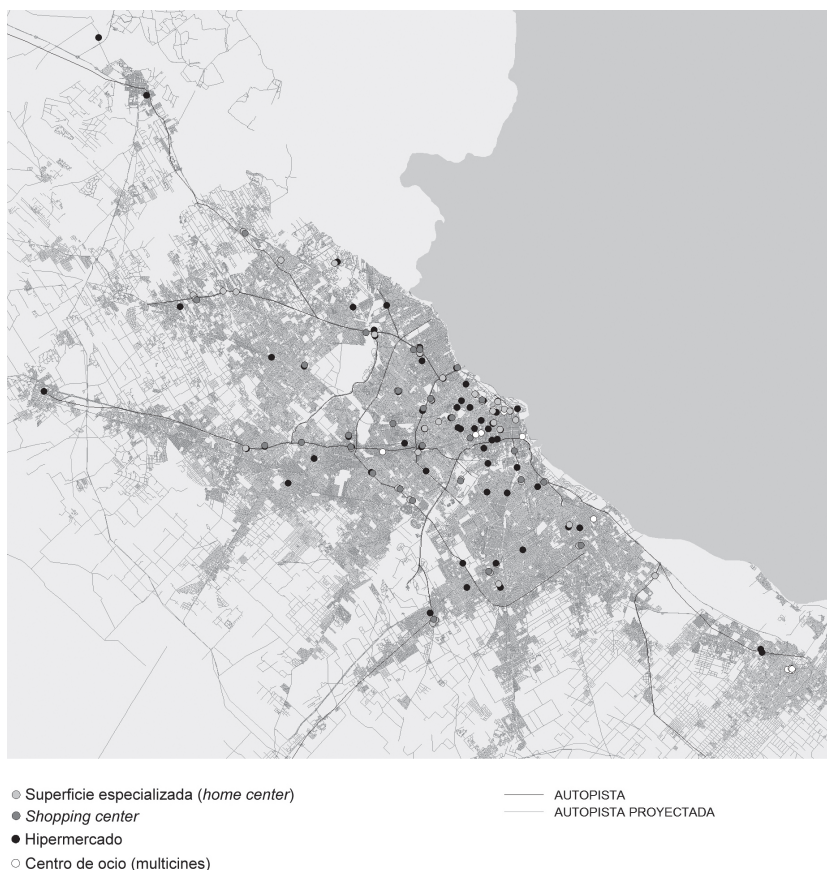 Superficie especializada (home center)
Shopping center
Hipermercado
Centro de ocio (multicines)
AUTOPISTA
AUTOPISTA PROYECTADA